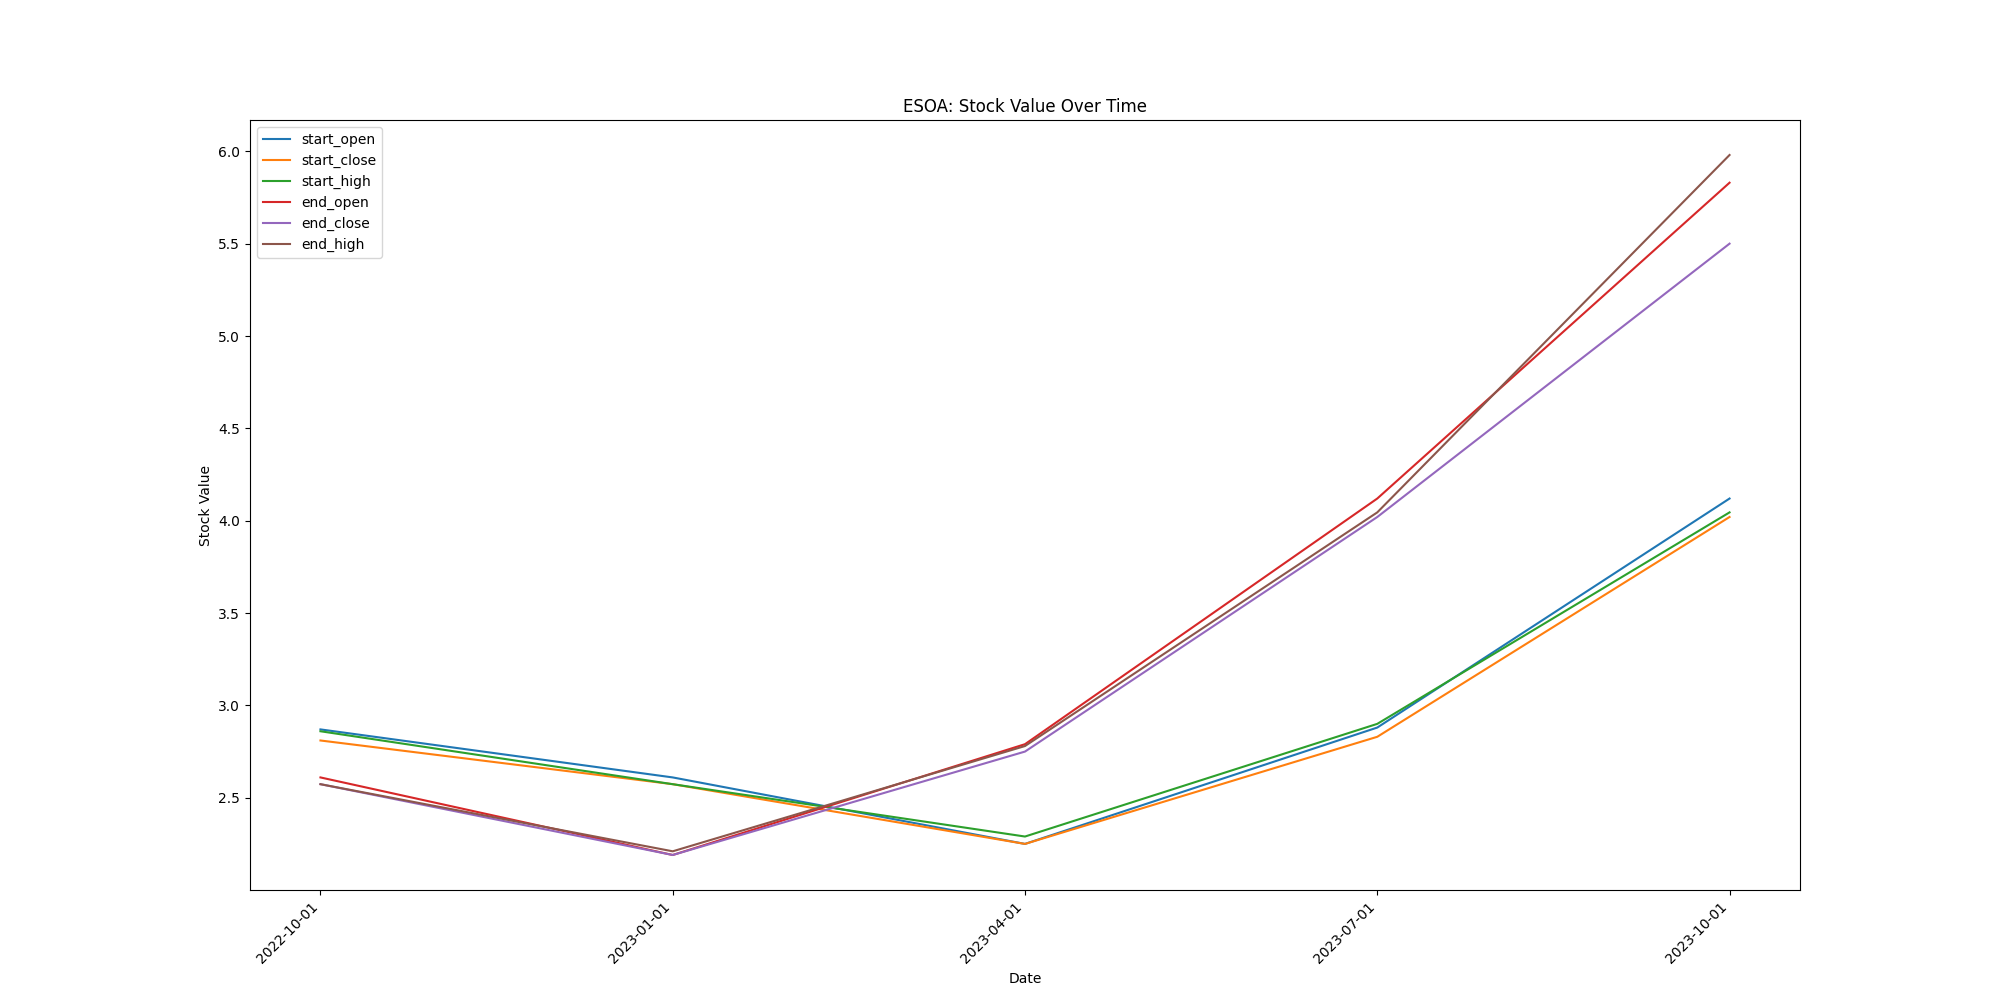 ESOA: Stock Value Over Time
start_open
start_close
start_high
end_open
end_close
end_high
Stock Value
6.0
5.5
5.0
4.5
4.0
3.5
3.0
2.5
2022-10-01
2023-01-01
2023-04-01
2023-07-01
2023-10-01
Date